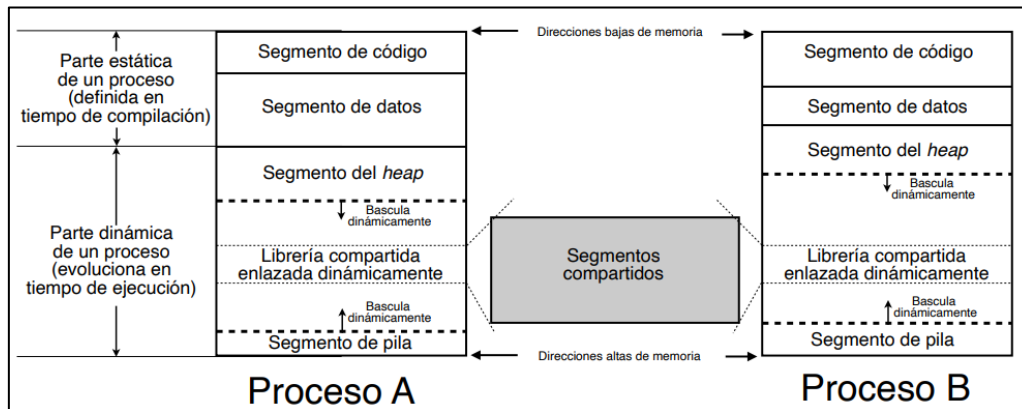 Parte estática
de un proceso
(definida en
tiempo de compilación)
Parte dinámica
de un proceso
(evoluciona en
tiempo de ejecución)
Segmento de código
Segmento de datos
Segmento del heap
Bascula
dinámicamente
Librería compartida
enlazada dinámicamente
Bascula
dinámicamente
Segmento de pila
Proceso A
Direcciones bajas de memoria
Segmentos
compartidos
Direcciones altas de memoria
Segmento de código
Segmento de datos
Segmento del heap
Bascula
dinámicamente
Librería compartida
enlazada dinámicamente
Bascula
dinámicamente
Segmento de pila
Proceso B